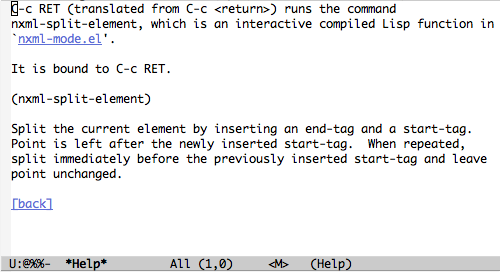 C-c RET (translated from C-c <return>) runs the command
nxml-split-element, which is an interactive compiled Lisp function in
`nxml-mode.el'.
It is bound to C-c RET.
(nxml-split-element)
Split the current element by inserting an end-tag and a start-tag.
Point is left after the newly inserted start-tag.  When repeated,
split immediately before the previously inserted start-tag and leave
point unchanged.
[back]
U:@%%-  *Help*         All (1,0)     <M>   (Help)